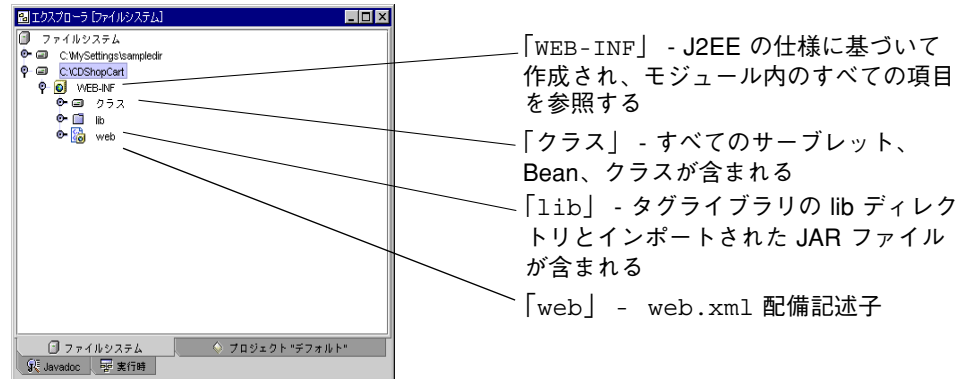 エクスプローラ [ファイルシステム]
ファイルシステム
C:\MySettings\sampledir
C:\CDShopCart
WEB-INF
クラス
lib
web
ファイルシステム
プロジェクト "デフォルト"
Javadoc
実行時
「WEB-INF」 - J2EE の仕様に基づいて
作成され、モジュール内のすべての項目
を参照する
「クラス」 - すべてのサーブレット、
Bean、クラスが含まれる
「lib」 - タグライブラリの lib ディレク
トリとインポートされた JAR ファイル
が含まれる
「web」 - web.xml 配備記述子